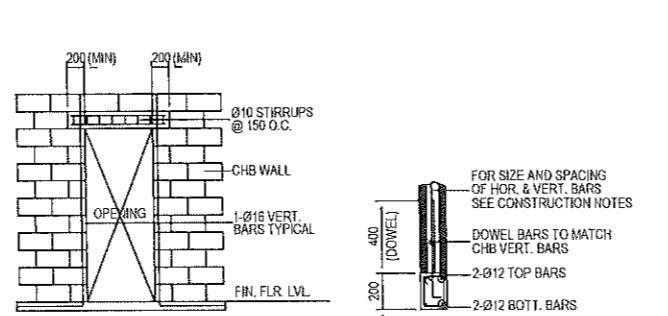 200 (MIN)
200 (MIN)
Ø10 STIRRUPS
@ 150 O.C.
CHB WALL
OPENING
1-Ø16 VERT.
BARS TYPICAL
FIN. FLR. LVL.
FOR SIZE AND SPACING
OF HOR. & VERT. BARS
SEE CONSTRUCTION NOTES
400
(DOWEL)
DOWEL BARS TO MATCH
CHB VERT. BARS
200
2-Ø12 TOP BARS
2-Ø12 BOTT. BARS